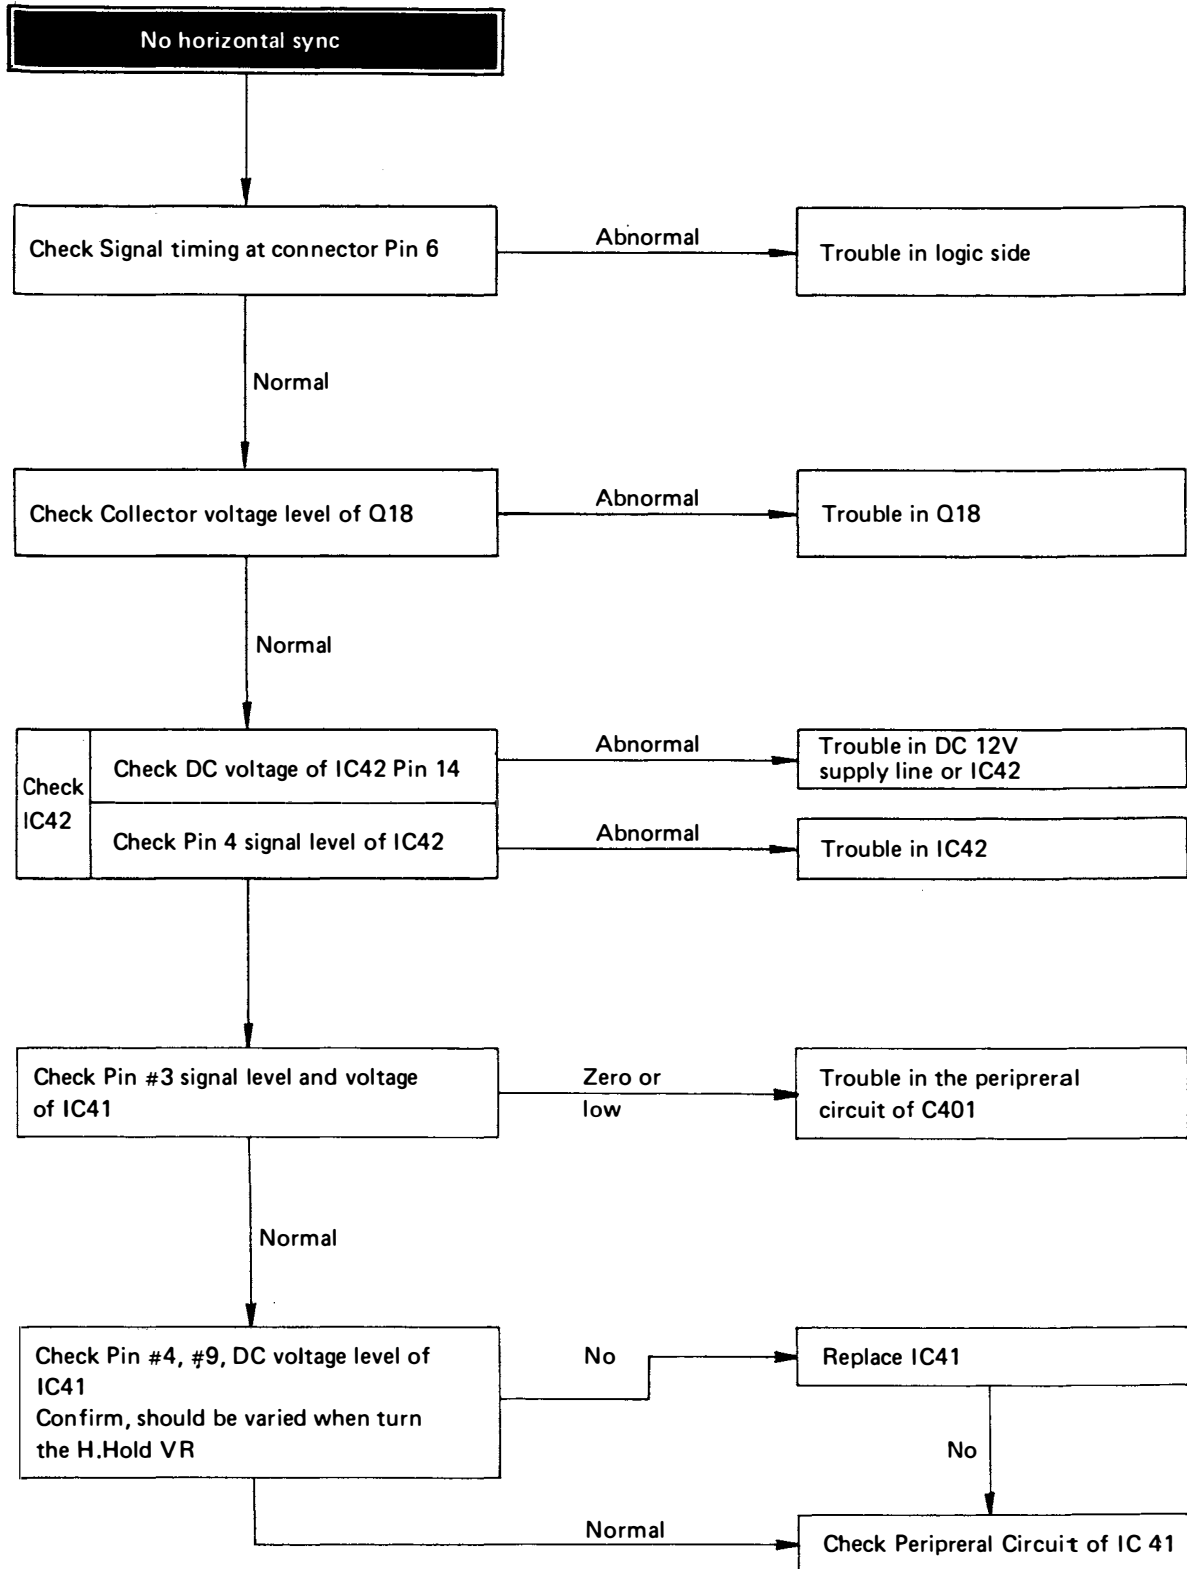 No horizontal sync
Check Signal timing at connector Pin 6
Abnormal
Trouble in logic side
Normal
Check Collector voltage level of Q18
Abnormal
Trouble in Q18
Normal
Check
IC42
Check DC voltage of IC42 Pin 14
Abnormal
Trouble in DC 12V
supply line or IC42
Check Pin 4 signal level of IC42
Abnormal
Trouble in IC42
Check Pin #3 signal level and voltage
of IC41
Zero or
low
Trouble in the peripreral
circuit of C401
Normal
Check Pin #4, #9, DC voltage level of
IC41
Confirm, should be varied when turn
the H.Hold VR
No
Replace IC41
No
Normal
Check Peripreral Circuit of IC 41